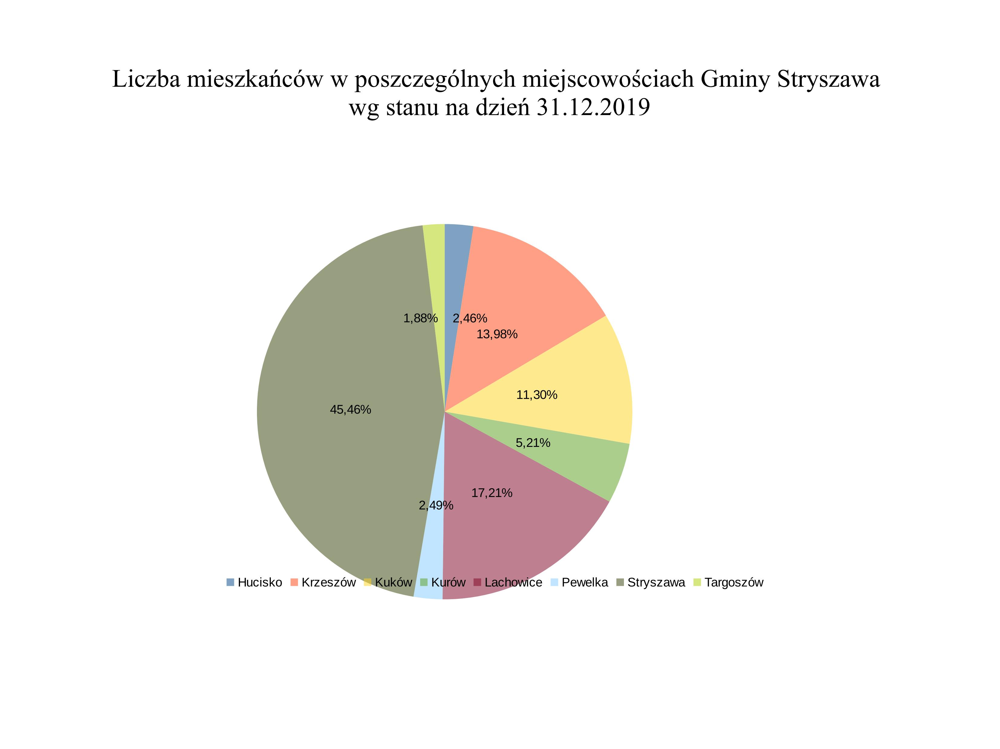 Liczba mieszkańców w poszczególnych miejscowościach Gminy Stryszawa
wg stanu na dzień 31.12.2019
1,88%
2,46%
13,98%
11,30%
45,46%
5,21%
17,21%
2,49%
Hucisko Krzeszów Kuków Kurów Lachowice Pewelka Stryszawa Targoszów